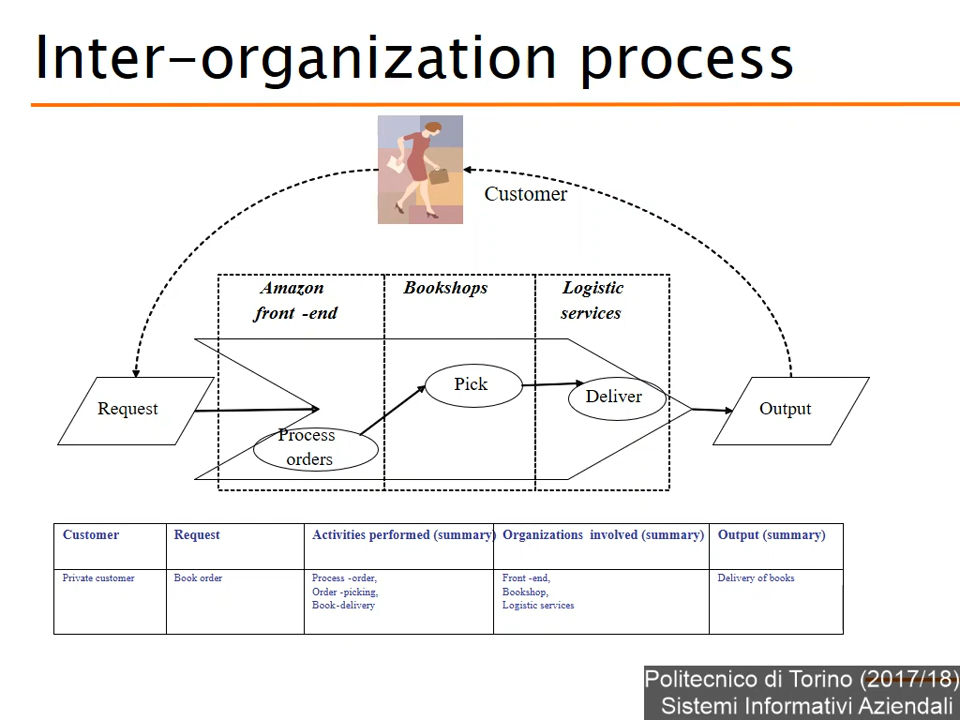 Inter-organization process
Customer
Amazon
front -end
Bookshops
Logistic
services
Request
Process
orders
Pick
Deliver
Output
Customer
Request
Activities performed (summary)
Organizations involved (summary)
Output (summary)
Private customer
Book order
Process -order,
Order -picking,
Book-delivery
Front -end,
Bookshop,
Logistic services
Delivery of books
Politecnico di Torino (2017/18)
Sistemi Informativi Aziendali